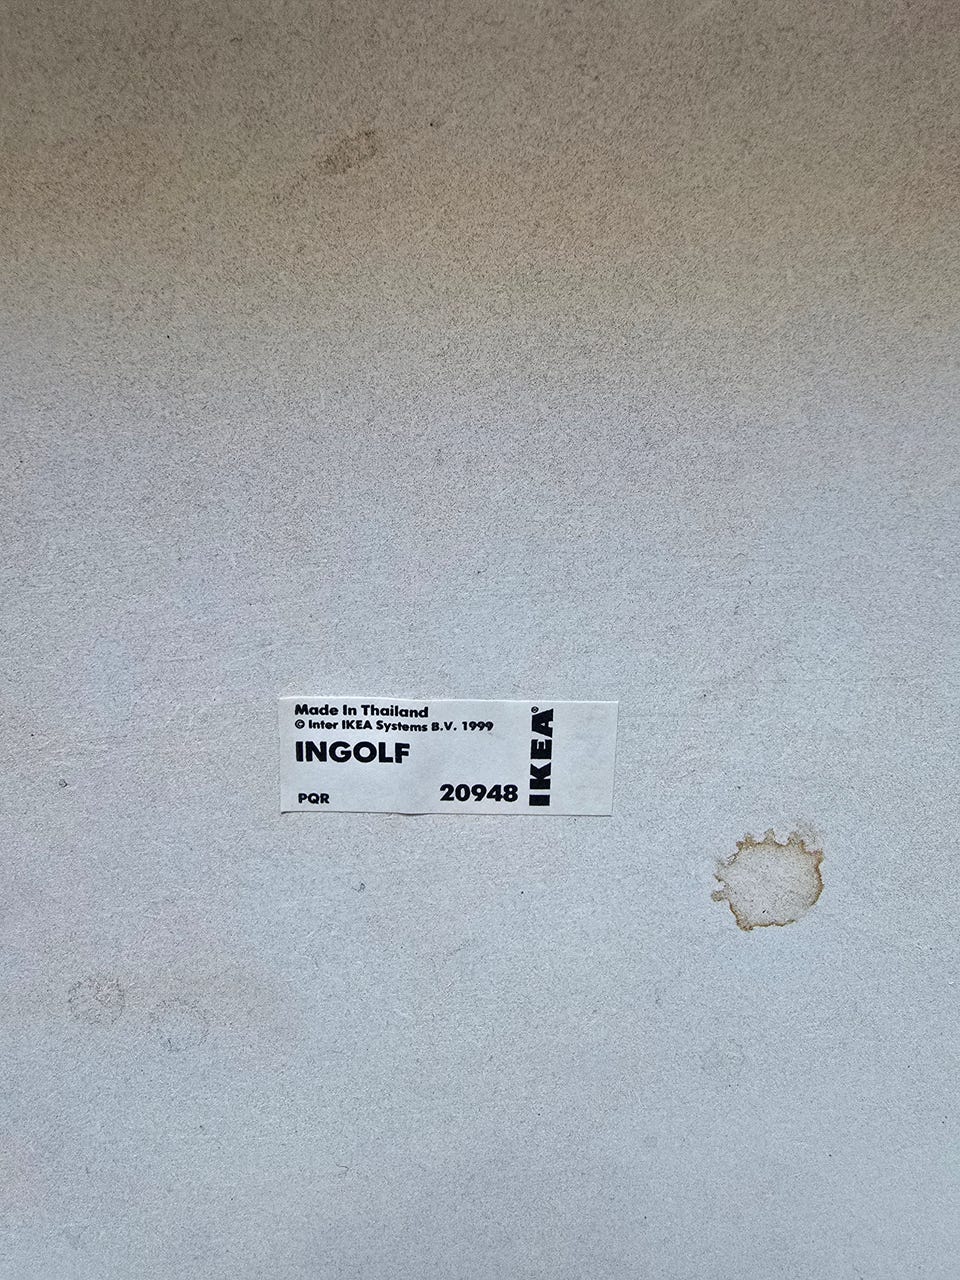 Made In Thailand
© Inter IKEA Systems B.V. 1999
INGOLF
PQR
20948
IKEA®